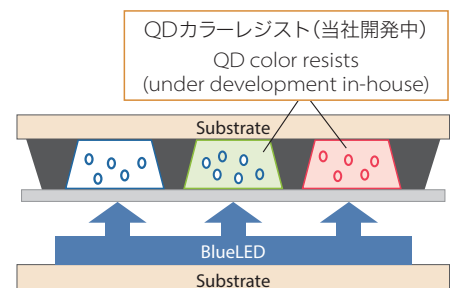 QDカラーレジスト（当社開発中）
QD color resists
(under development in-house)
Substrate
BlueLED
Substrate